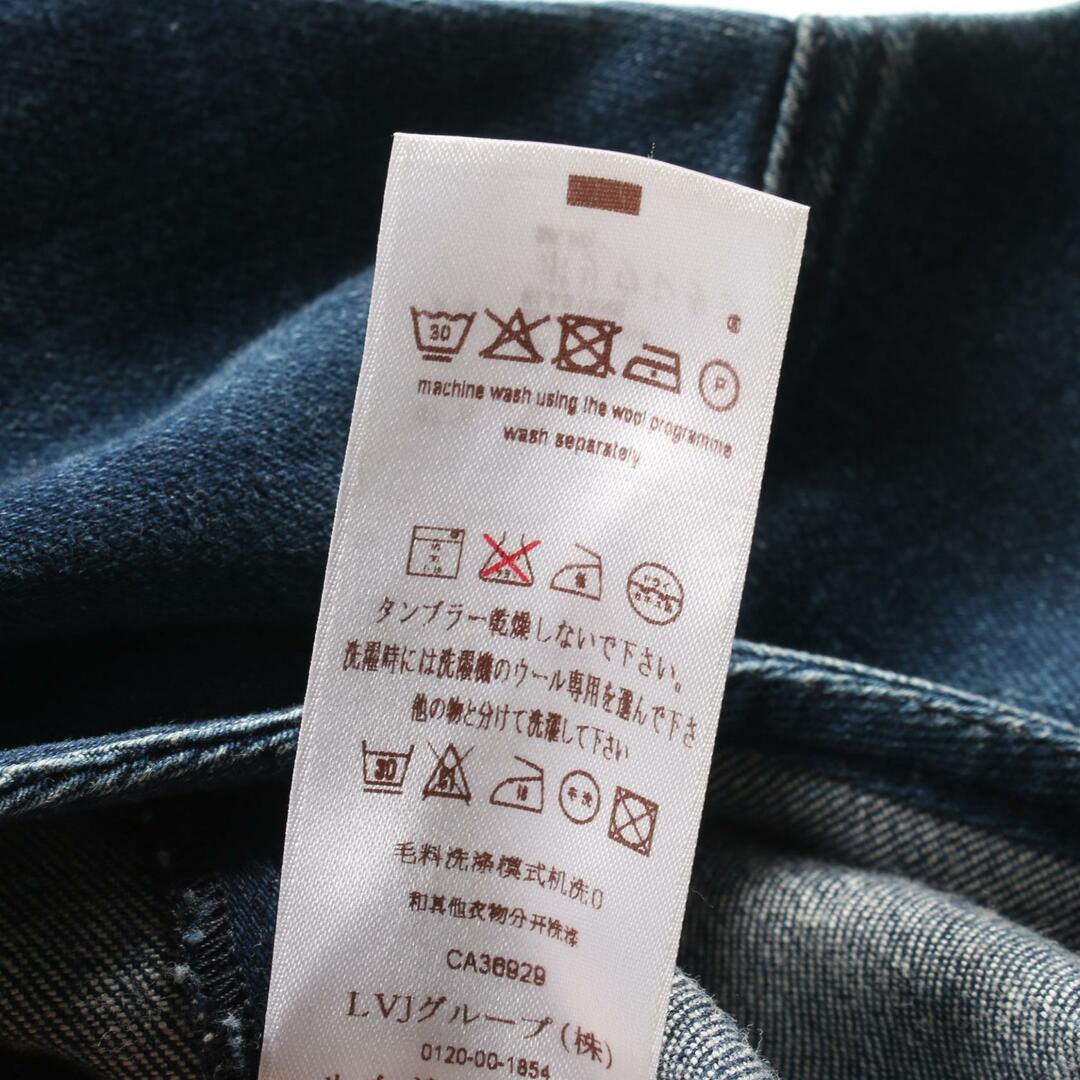 30
P
machine wash using the wool programme
wash separately
タンブラー乾燥しないで下さい。
洗濯時には洗濯機のウール専用を選んで下さ
他の物と分けて洗濯して下さい
30
毛料洗涤模式机洗0
和其他衣物分开洗涤
CA36929
LVJグループ(株)
0120-00-1854